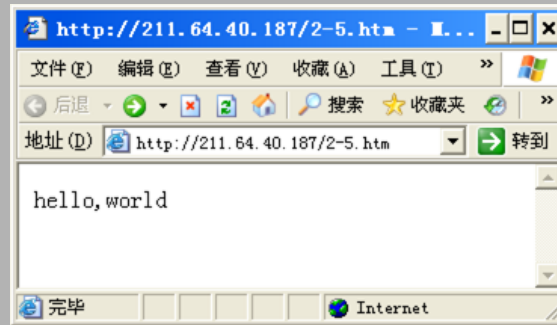 http://211.64.40.187/2-5.htm - I...
文件(F) 编辑(E) 查看(V) 收藏(A) 工具(T) »
后退 搜索 收藏夹 »
地址(D) http://211.64.40.187/2-5.htm 转到
hello,world
完毕 Internet